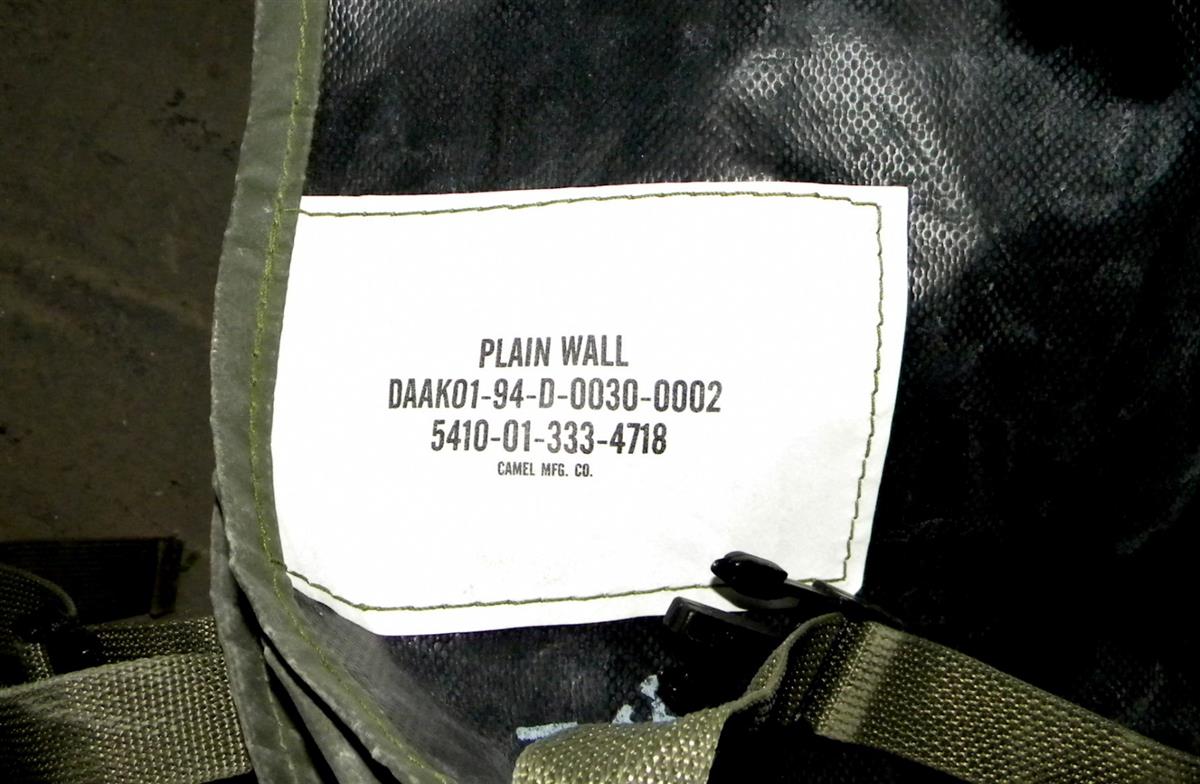 PLAIN WALL
DAAK01-94-D-0030-0002
5410-01-333-4718
CAMEL MFG. CO.